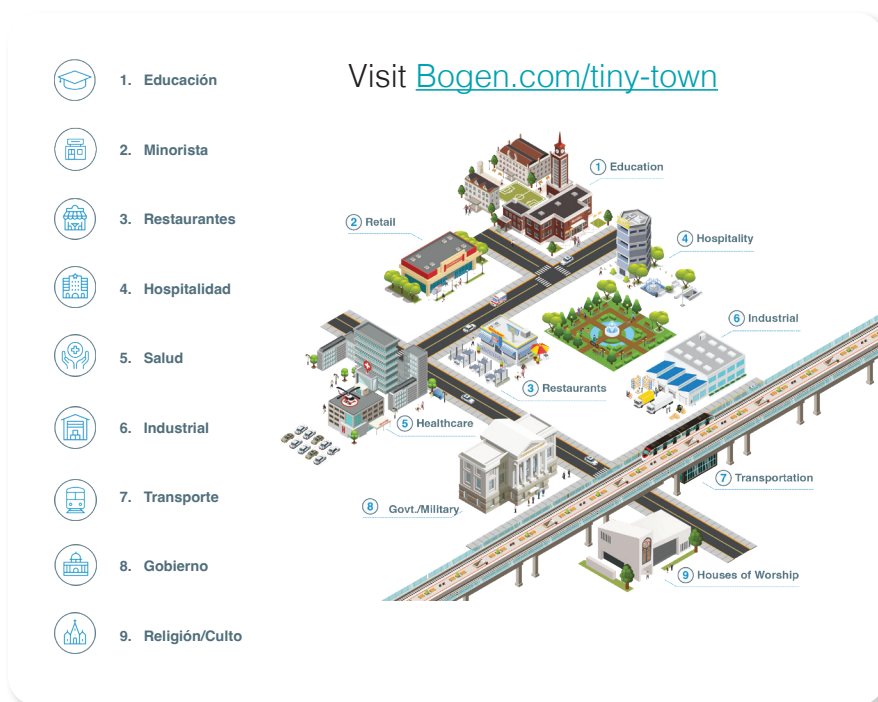 Visit Bogen.com/tiny-town
1. Educación
2. Minorista
3. Restaurantes
4. Hospitalidad
5. Salud
6. Industrial
7. Transporte
8. Gobierno
9. Religión/Culto
1 Education
2 Retail
4 Hospitality
6 Industrial
3 Restaurants
5 Healthcare
7 Transportation
8 Govt./Military
9 Houses of Worship
H